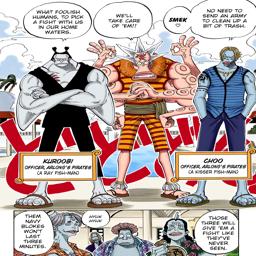 WHAT FOOLISH
HUMANS, TO PICK
A FIGHT WITH US
IN OUR HOME
WATERS.
WE'LL
TAKE CARE
OF 'EM!!
SMEK
NO NEED TO
SEND AN ARMY
TO CLEAN UP A
BIT OF TRASH.
KUROOBI
OFFICER, ARLONG'S PIRATES
(A RAY FISH-MAN)
CHOO
OFFICER, ARLONG'S PIRATES
(A KISSER FISH-MAN)
THEM
NAVY
BLOKES
WON'T
LAST
THREE
MINUTES.
HYUK
HYUK
THOSE
THREE WILL
GIVE 'EM A
FIGHT LIKE
THEY'VE
NEVER
SEEN.